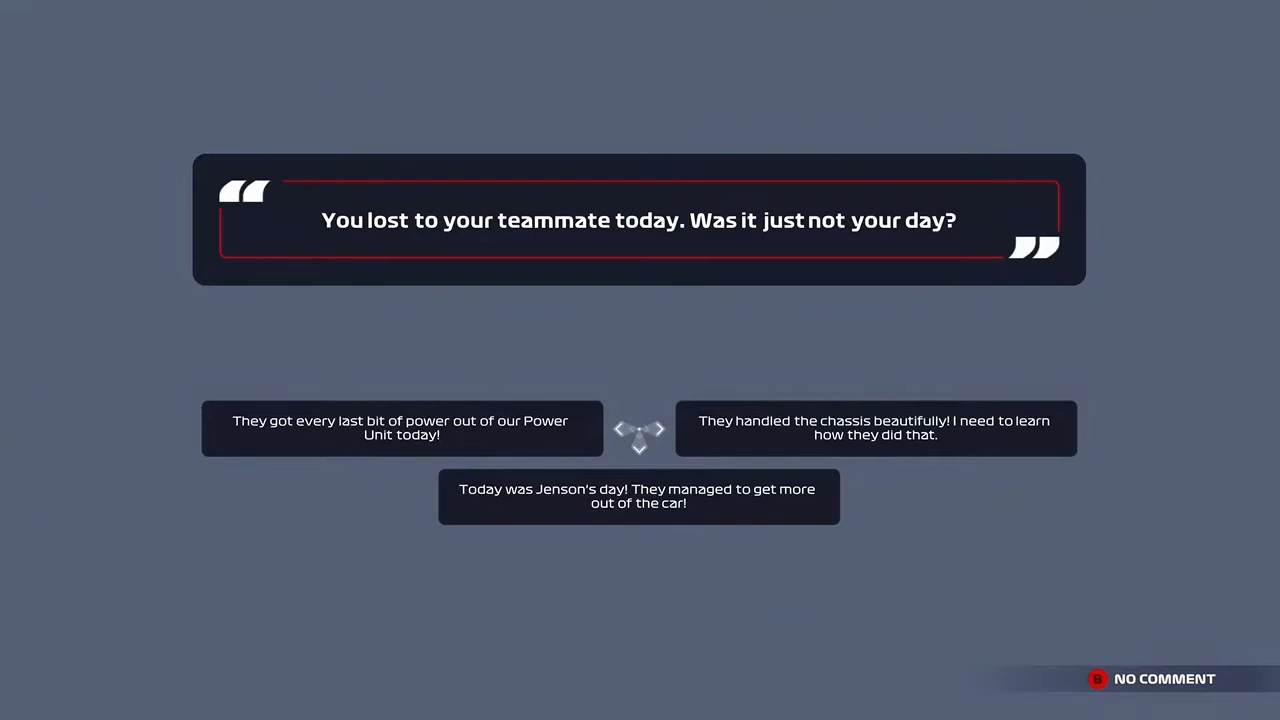 You lost to your teammate today. Was it just not your day?
They got every last bit of power out of our Power
Unit today!
They handled the chassis beautifully! I need to learn
how they did that.
Today was Jenson's day! They managed to get more
out of the car!
B NO COMMENT